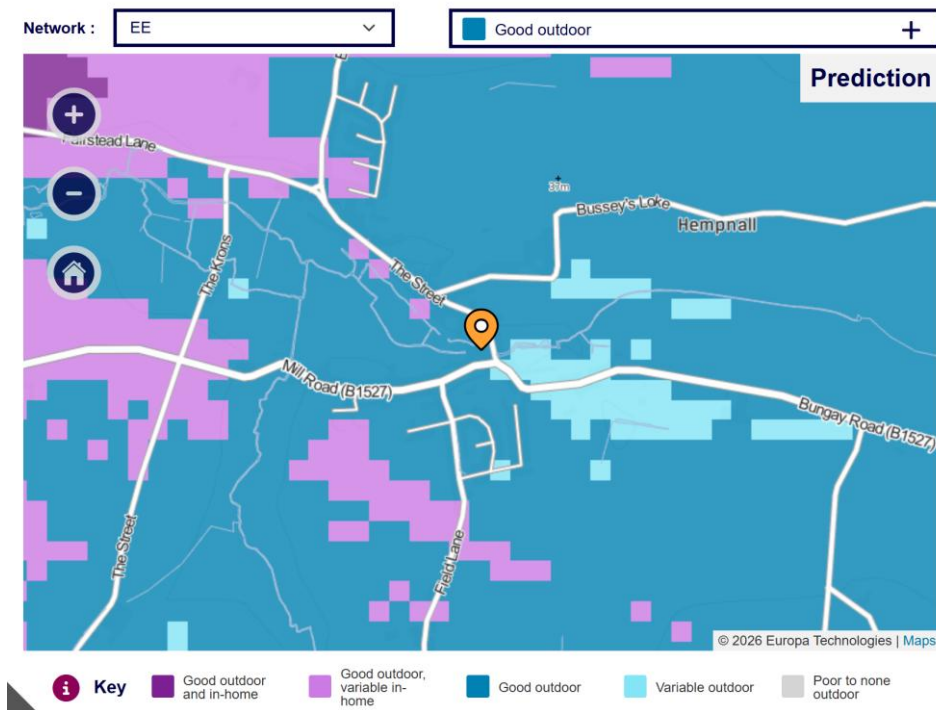 Network : EE
Good outdoor
+
Prediction
+
Fairstead Lane
−
37m
Bussey's Loke
Hempnall
The Krons
The Street
Mill Road (B1527)
Bungay Road (B1527)
The Street
Field Lane
© 2026 Europa Technologies | Maps
i Key
Good outdoor
and in-home
Good outdoor,
variable in-
home
Good outdoor
Variable outdoor
Poor to none
outdoor